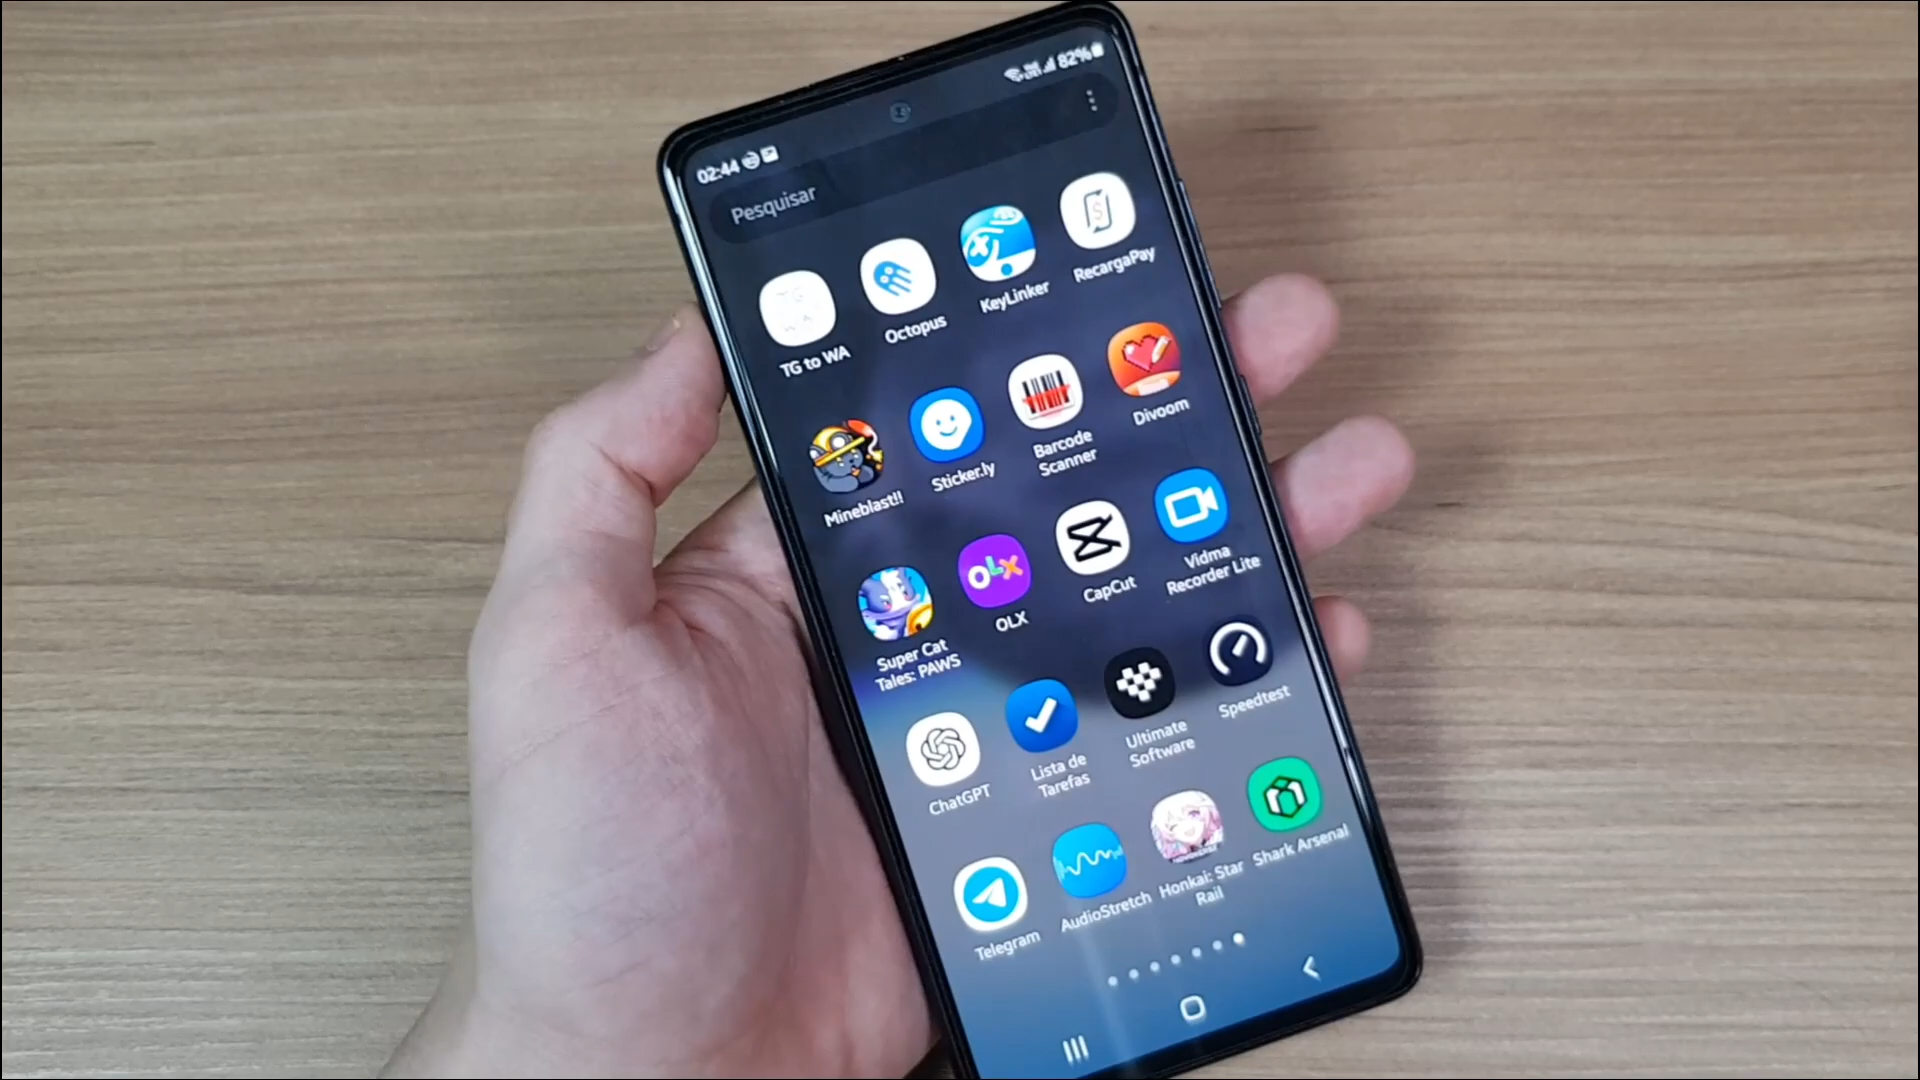 02:44
82%
Pesquisar
TG to WA
Octopus
KeyLinker
RecargaPay
Mineblast!!
Sticker.ly
Barcode
Scanner
Divoom
Super Cat
Tales: PAWS
OLX
OLX
CapCut
Vidma
Recorder Lite
ChatGPT
Lista de
Tarefas
Ultimate
Software
Speedtest
Telegram
AudioStretch
Honkai: Star
Rail
Shark Arsenal